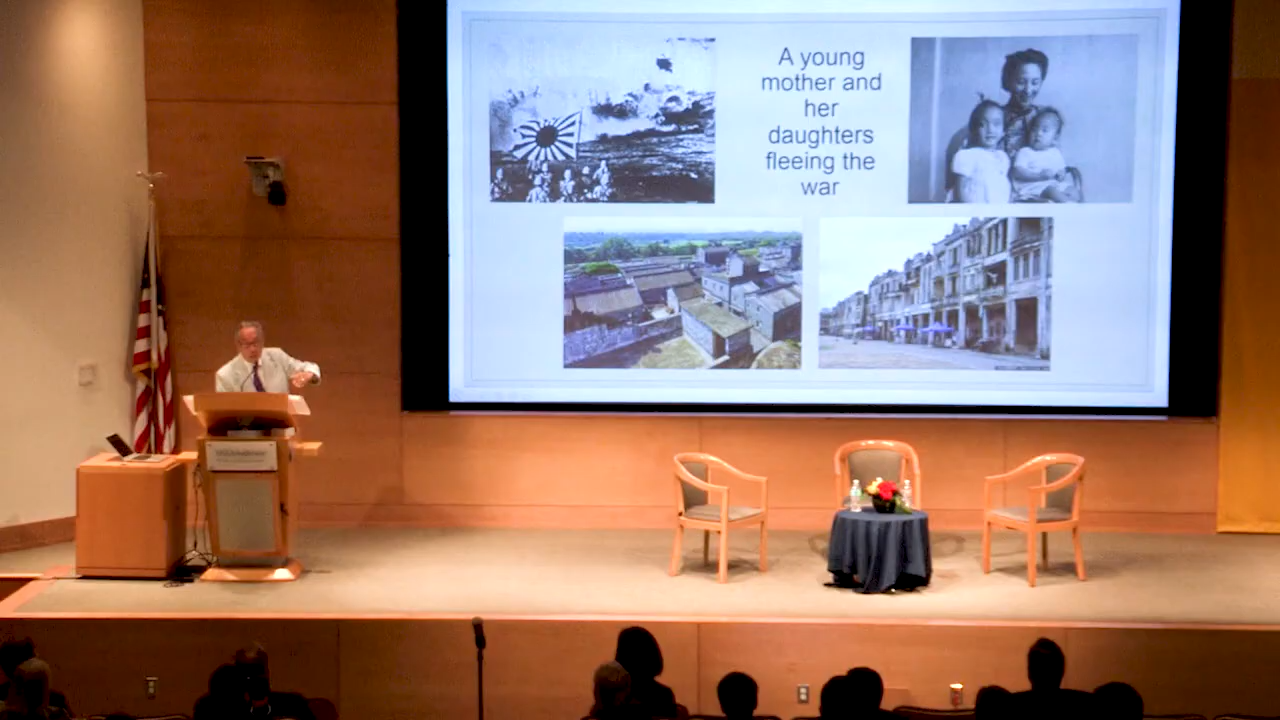 A young
mother and
her
daughters
fleeing the
war